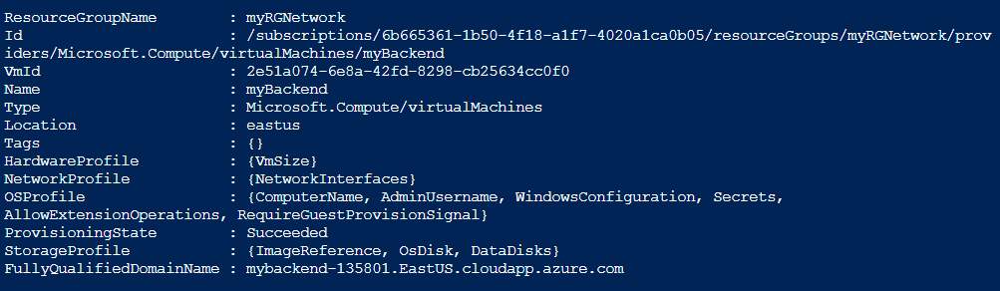 ResourceGroupName        : myRGNetwork
Id                       : /subscriptions/6b665361-1b50-4f18-a1f7-4020a1ca0b05/resourceGroups/myRGNetwork/prov
iders/Microsoft.Compute/virtualMachines/myBackend
VmId                     : 2e51a074-6e8a-42fd-8298-cb25634cc0f0
Name                     : myBackend
Type                     : Microsoft.Compute/virtualMachines
Location                 : eastus
Tags                     : {}
HardwareProfile          : {VmSize}
NetworkProfile           : {NetworkInterfaces}
OSProfile                : {ComputerName, AdminUsername, WindowsConfiguration, Secrets,
AllowExtensionOperations, RequireGuestProvisionSignal}
ProvisioningState        : Succeeded
StorageProfile           : {ImageReference, OsDisk, DataDisks}
FullyQualifiedDomainName : mybackend-135801.EastUS.cloudapp.azure.com